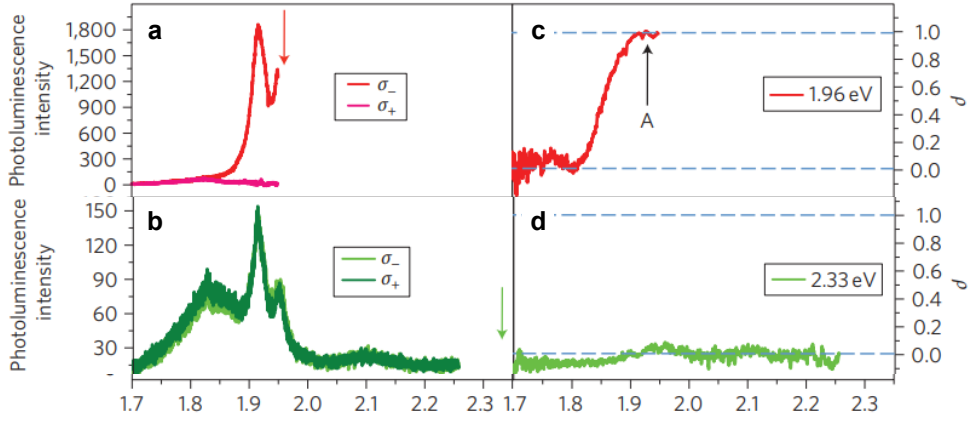 a
Photoluminescence
intensity
1,800
1,500
1,200
900
600
300
0
σ₋
σ₊
c
1.0
0.8
0.6
0.4
0.2
0.0
ρ
1.96 eV
A
b
Photoluminescence
intensity
150
120
90
60
30
-
σ₋
σ₊
1.7 1.8 1.9 2.0 2.1 2.2 2.3
d
1.0
0.8
0.6
0.4
0.2
0.0
ρ
2.33 eV
1.7 1.8 1.9 2.0 2.1 2.2 2.3